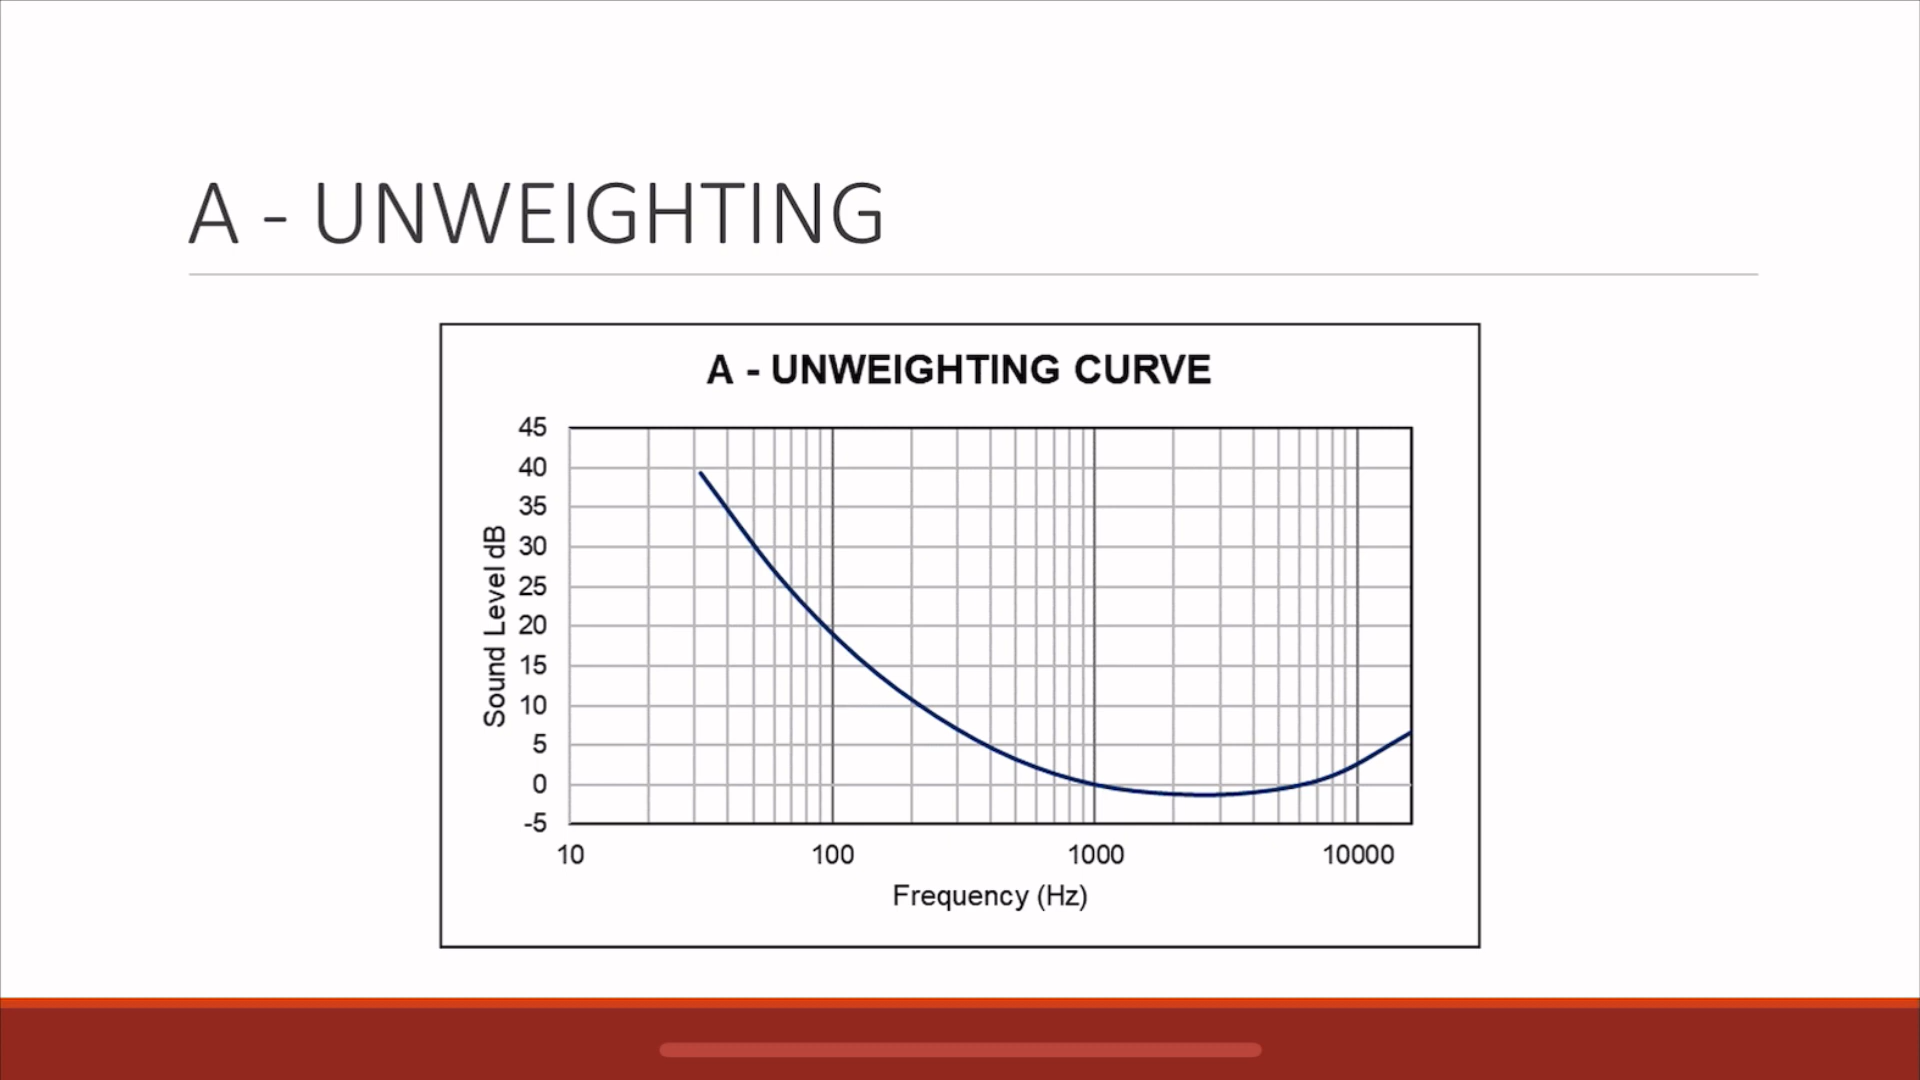 A - UNWEIGHTING
A - UNWEIGHTING CURVE
45
40
35
30
25
20
15
10
5
0
-5
Sound Level dB
10 100 1000 10000
Frequency (Hz)